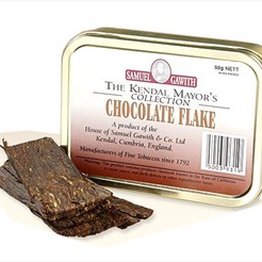 SAMUEL GAWITH
50g NETT
THE KENDAL MAYOR'S
COLLECTION
CHOCOLATE FLAKE
A product of the
House of Samuel Gawith & Co. Ltd
Kendal, Cumbria, England.
Manufacturers of Fine Tobaccos since 1792